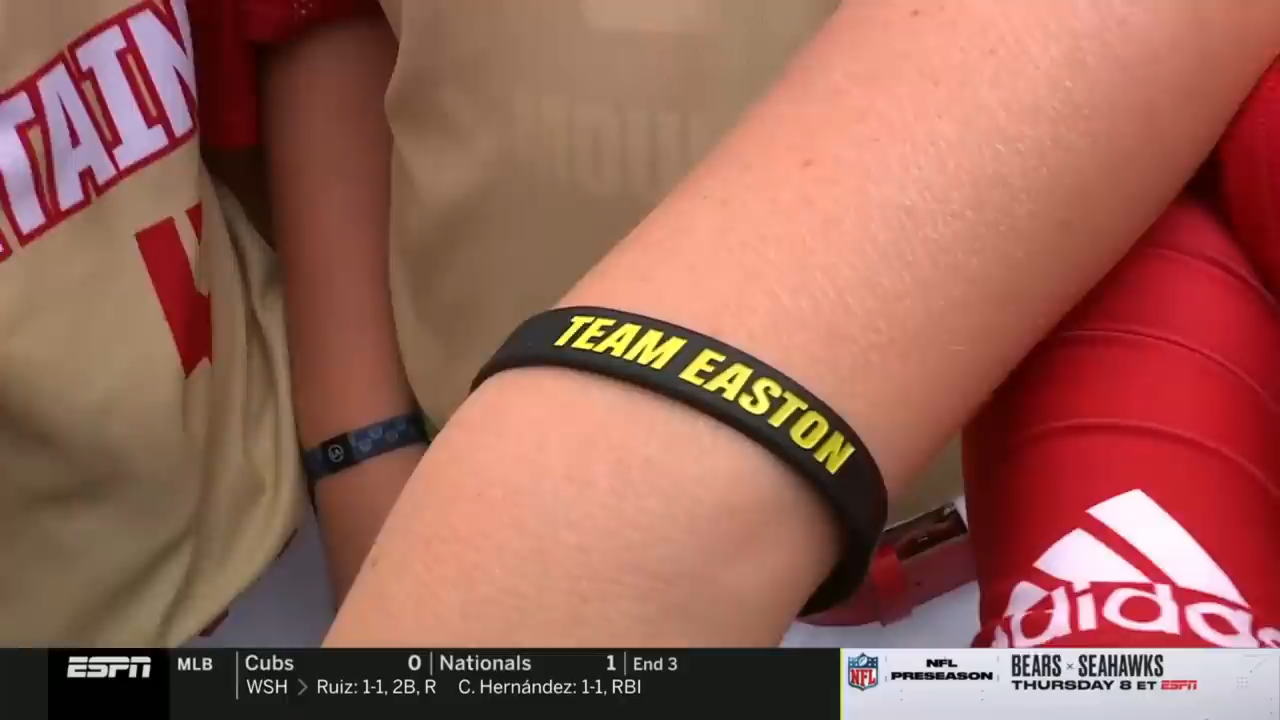 TAIN
TEAM EASTON
adidas
ESPN
MLB
Cubs 0
Nationals 1
End 3
WSH > Ruiz: 1-1, 2B, R C. Hernández: 1-1, RBI
NFL
NFL
PRESEASON
BEARS × SEAHAWKS
THURSDAY 8 ET ESPN